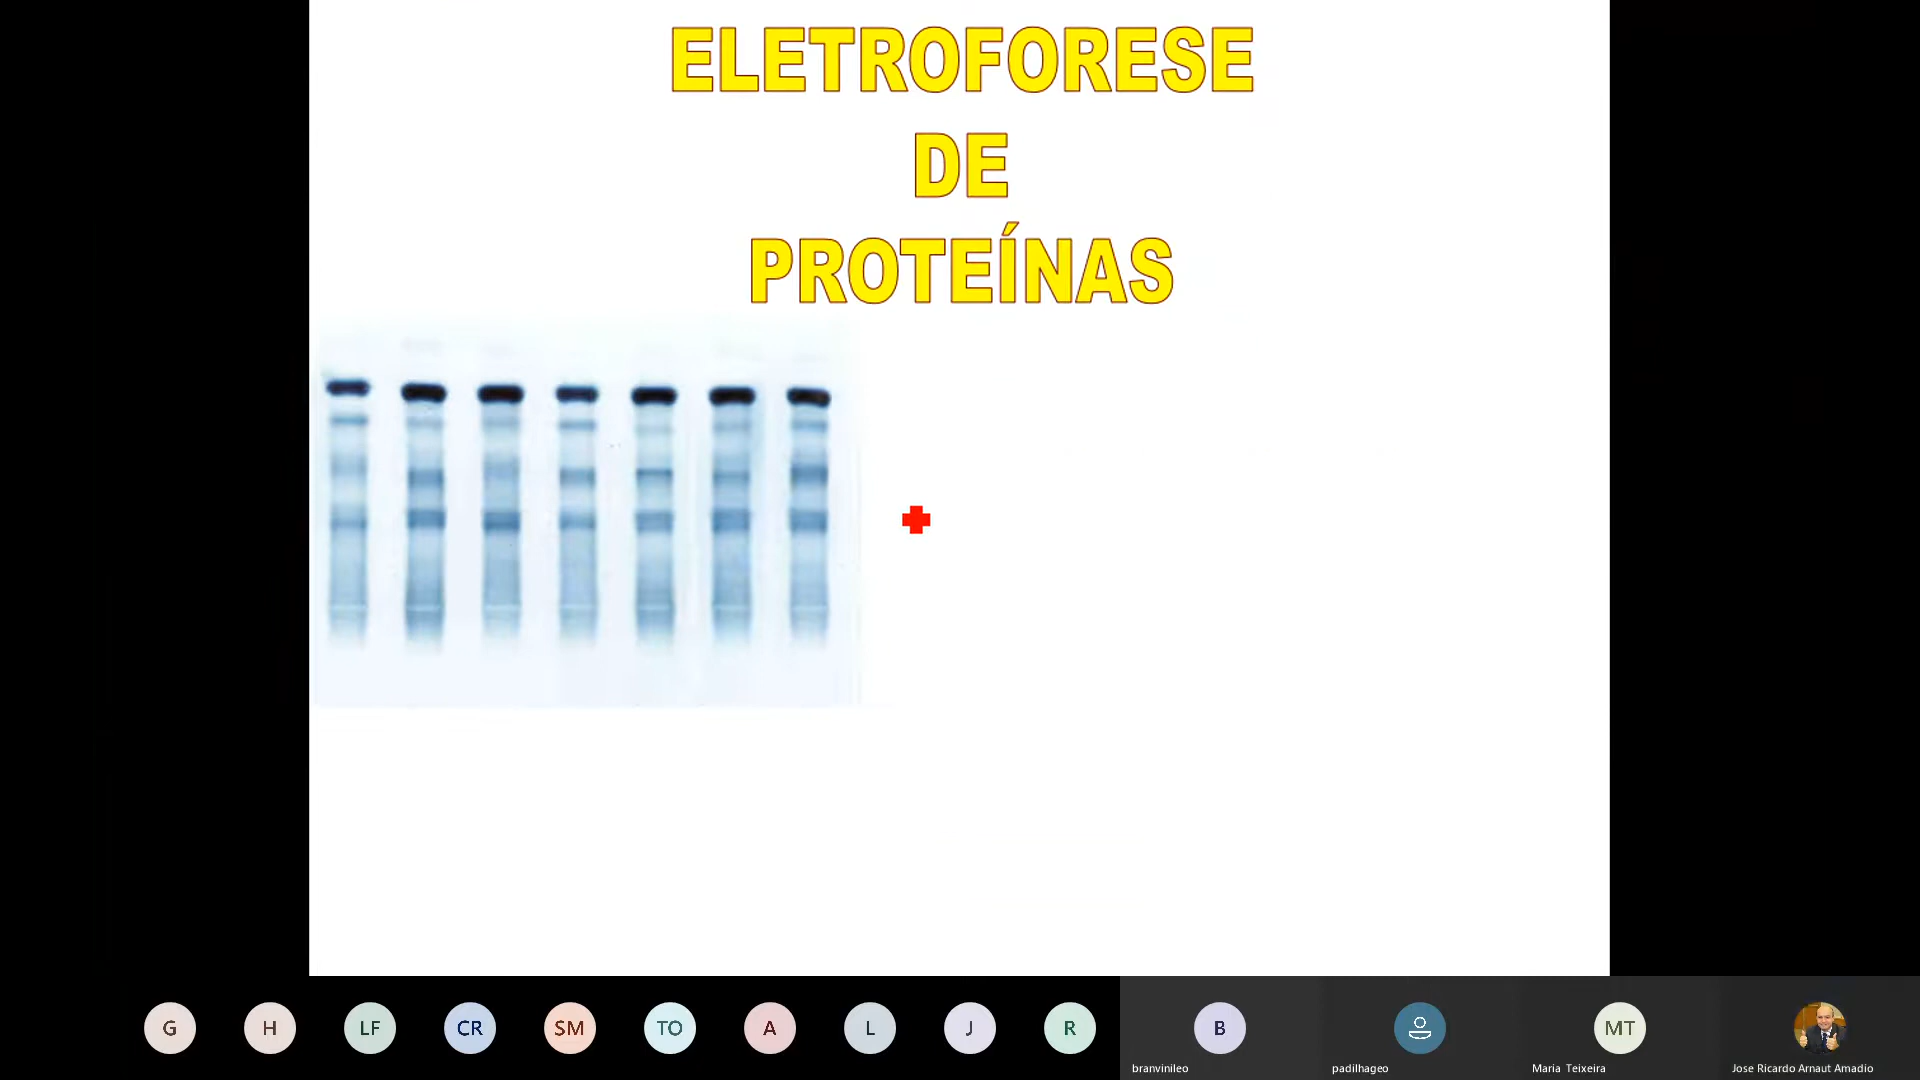 ELETROFORESE
DE
PROTEÍNAS
G
H
LF
CR
SM
TO
A
L
J
R
B
MT
branvinileo
padilhageo
Maria Teixeira
Jose Ricardo Arnaut Amadio